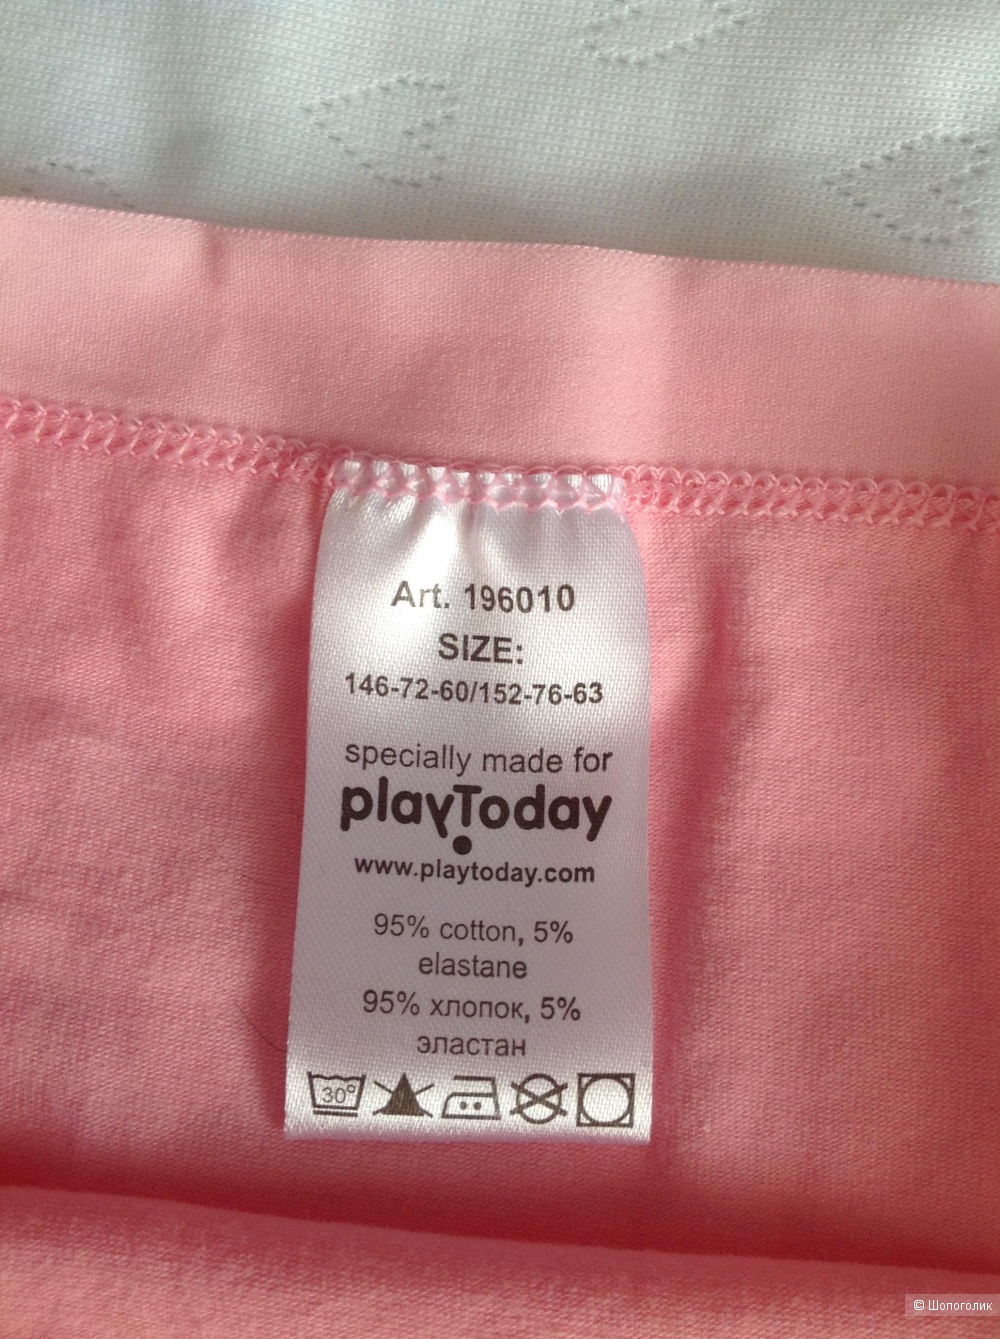 Art. 196010
SIZE:
146-72-60/152-76-63
specially made for
playToday
www.playtoday.com
95% cotton, 5%
elastane
95% хлопок, 5%
эластан
30°
© Шопоголик